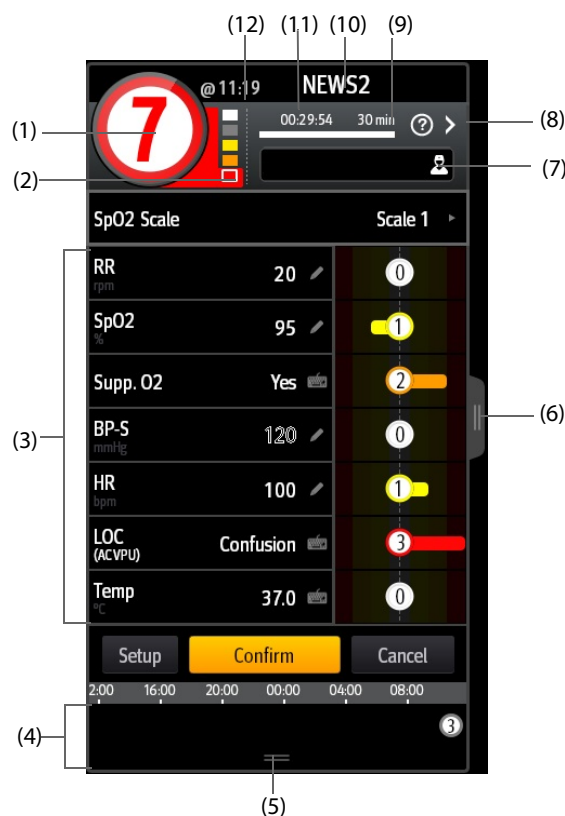 (12) (11) (10) (9)
@ 11:19 NEWS2
(1) 7 00:29:54 30 min ? > (8)
(2) (7)
SpO2 Scale Scale 1
(3)
RR
rpm
20 0
SpO2
%
95 1
Supp. O2 Yes 2
(6)
BP-S
mmHg
120 0
HR
bpm
100 1
LOC
(ACVPU)
Confusion 3
Temp
°C
37.0 0
Setup Confirm Cancel
2:00 16:00 20:00 00:00 04:00 08:00
(4) 3
(5)